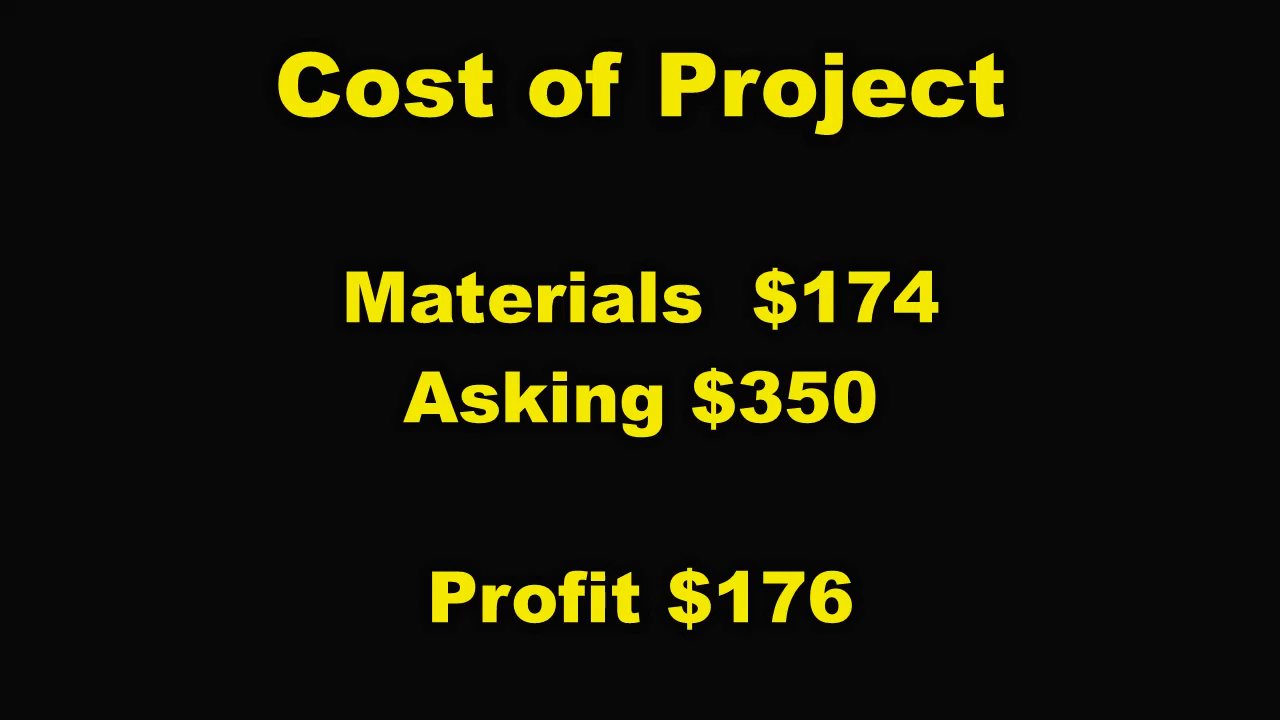 Cost of Project
Materials  $174
Asking $350
Profit $176